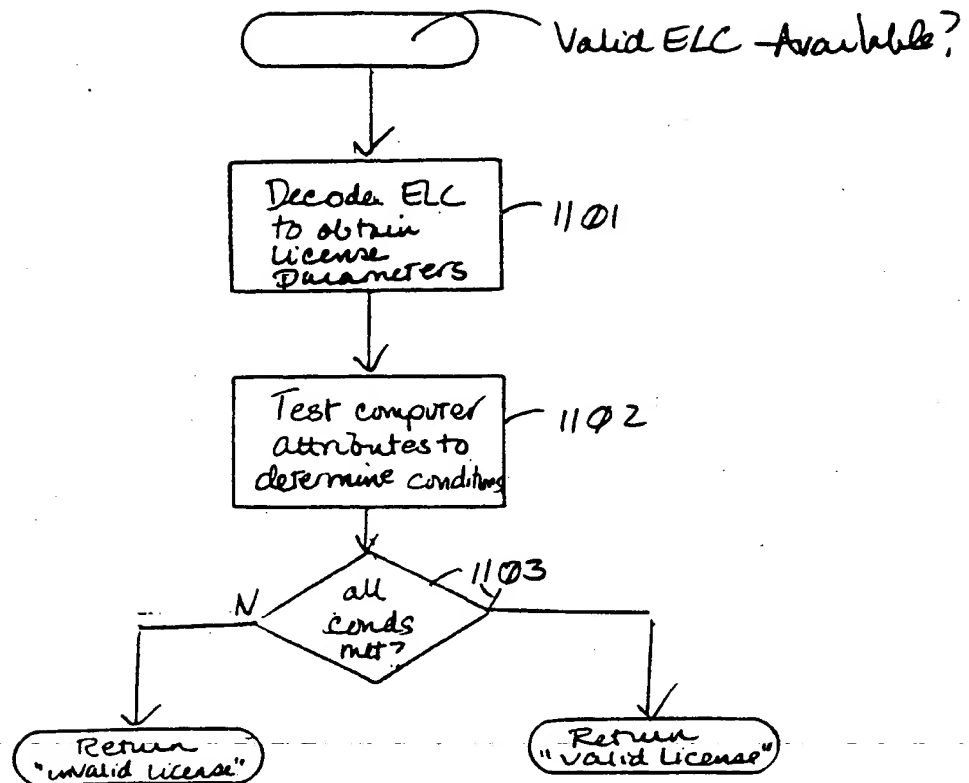 Valid ELC Available?
Decode ELC
to obtain
License
Parameters
1101
Test computer
attributes to
determine conditions
1102
1103
all
conds
met?
N
Return
"invalid License"
Return
"valid License"